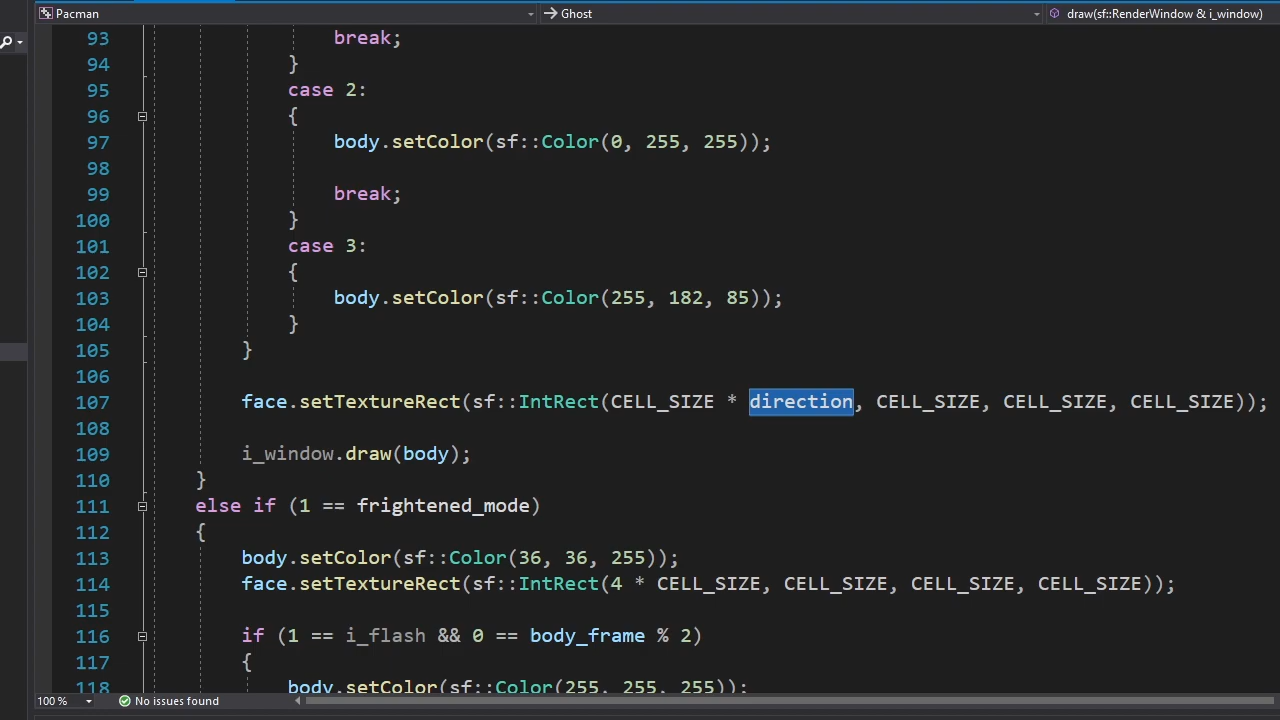 Pacman Ghost draw(sf::RenderWindow & i_window)
93 break;
94 }
95 case 2:
96 {
97 body.setColor(sf::Color(0, 255, 255));
98
99 break;
100 }
101 case 3:
102 {
103 body.setColor(sf::Color(255, 182, 85));
104 }
105 }
106
107 face.setTextureRect(sf::IntRect(CELL_SIZE * direction, CELL_SIZE, CELL_SIZE, CELL_SIZE));
108
109 i_window.draw(body);
110 }
111 else if (1 == frightened_mode)
112 {
113 body.setColor(sf::Color(36, 36, 255));
114 face.setTextureRect(sf::IntRect(4 * CELL_SIZE, CELL_SIZE, CELL_SIZE, CELL_SIZE));
115
116 if (1 == i_flash && 0 == body_frame % 2)
117 {
118 body.setColor(sf::Color(255, 255, 255));
100 % No issues found